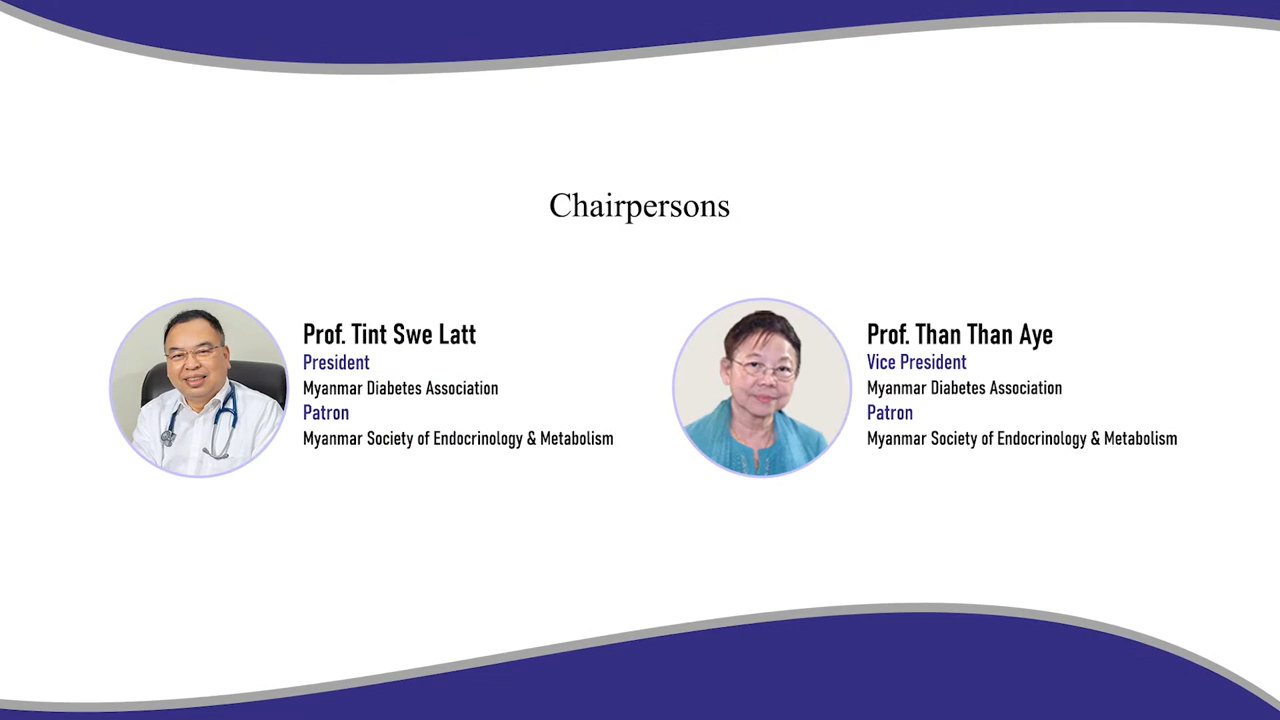 Chairpersons
Prof. Tint Swe Latt
President
Myanmar Diabetes Association
Patron
Myanmar Society of Endocrinology & Metabolism
Prof. Than Than Aye
Vice President
Myanmar Diabetes Association
Patron
Myanmar Society of Endocrinology & Metabolism